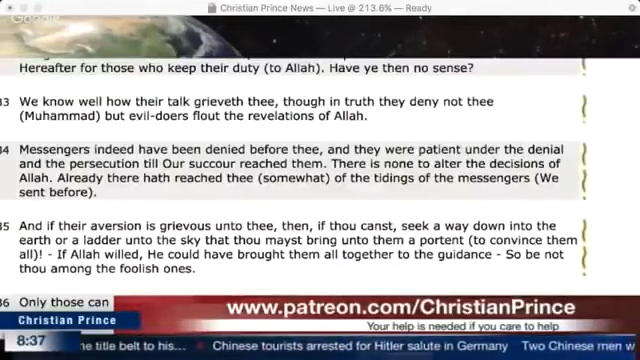 Christian Prince News — Live @ 213.6% — Ready
Google
Hereafter for those who keep their duty (to Allah). Have ye then no sense?
33 We know well how their talk grieveth thee, though in truth they deny not thee
(Muhammad) but evil-doers flout the revelations of Allah.
34 Messengers indeed have been denied before thee, and they were patient under the denial
and the persecution till Our succour reached them. There is none to alter the decisions of
Allah. Already there hath reached thee (somewhat) of the tidings of the messengers (We
sent before).
35 And if their aversion is grievous unto thee, then, if thou canst, seek a way down into the
earth or a ladder unto the sky that thou mayst bring unto them a portent (to convince them
all)! - If Allah willed, He could have brought them all together to the guidance - So be not
thou among the foolish ones.
36 Only those can
www.patreon.com/ChristianPrince
Christian Prince
Your help is needed if you care to help
8:37 he title belt to his... Chinese tourists arrested for Hitler salute in Germany Two Chinese men w